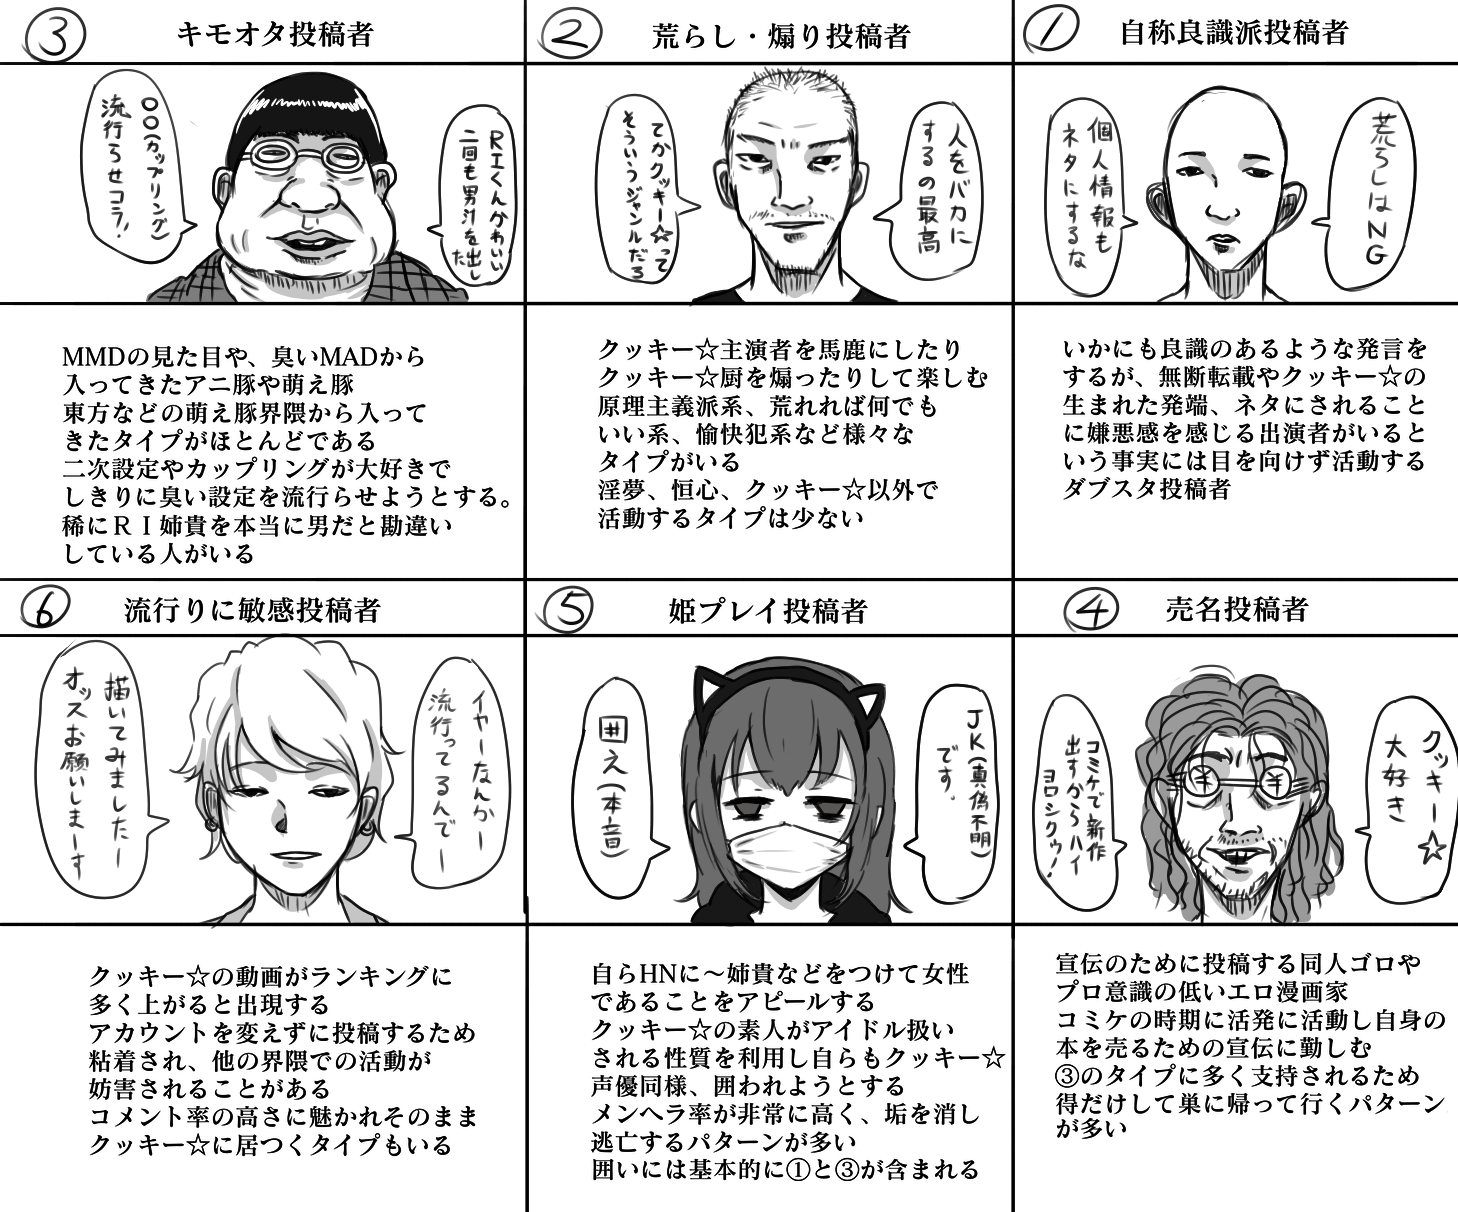 ① 自称良識派投稿者
荒らしはNG
個人情報も
ネタにするな
いかにも良識のあるような発言を
するが、無断転載やクッキー☆の
生まれた発端、ネタにされること
に嫌悪感を感じる出演者がいると
いう事実には目を向けず活動する
ダブスタ投稿者
② 荒らし・煽り投稿者
人をバカに
するの最高
てかクッキー☆って
そういうジャンルだろ
クッキー☆主演者を馬鹿にしたり
クッキー☆厨を煽ったりして楽しむ
原理主義派系、荒れれば何でも
いい系、愉快犯系など様々な
タイプがいる
淫夢、恒心、クッキー☆以外で
活動するタイプは少ない
③ キモオタ投稿者
RIくんかわいい
二回も男汁を出し
た
○○(カップリング)
流行らせコラ!
MMDの見た目や、臭いMADから
入ってきたアニ豚や萌え豚
東方などの萌え豚界隈から入って
きたタイプがほとんどである
二次設定やカップリングが大好きで
しきりに臭い設定を流行らせようとする。
稀にRI姉貴を本当に男だと勘違い
している人がいる
④ 売名投稿者
クッキー☆
大好き
コミケで新作
出すからハイ
ヨロシクゥ!
宣伝のために投稿する同人ゴロや
プロ意識の低いエロ漫画家
コミケの時期に活発に活動し自身の
本を売るための宣伝に勤しむ
③のタイプに多く支持されるため
得だけして巣に帰って行くパターン
が多い
⑤ 姫プレイ投稿者
JK(真偽不明)
です。
囲え(本音)
自らHNに～姉貴などをつけて女性
であることをアピールする
クッキー☆の素人がアイドル扱い
される性質を利用し自らもクッキー☆
声優同様、囲われようとする
メンヘラ率が非常に高く、垢を消し
逃亡するパターンが多い
囲いには基本的に①と③が含まれる
⑥ 流行りに敏感投稿者
イヤーなんかー
流行ってるんでー
描いてみましたー
オッスお願いしまーす
クッキー☆の動画がランキングに
多く上がると出現する
アカウントを変えずに投稿するため
粘着され、他の界隈での活動が
妨害されることがある
コメント率の高さに魅かれそのまま
クッキー☆に居つくタイプもいる